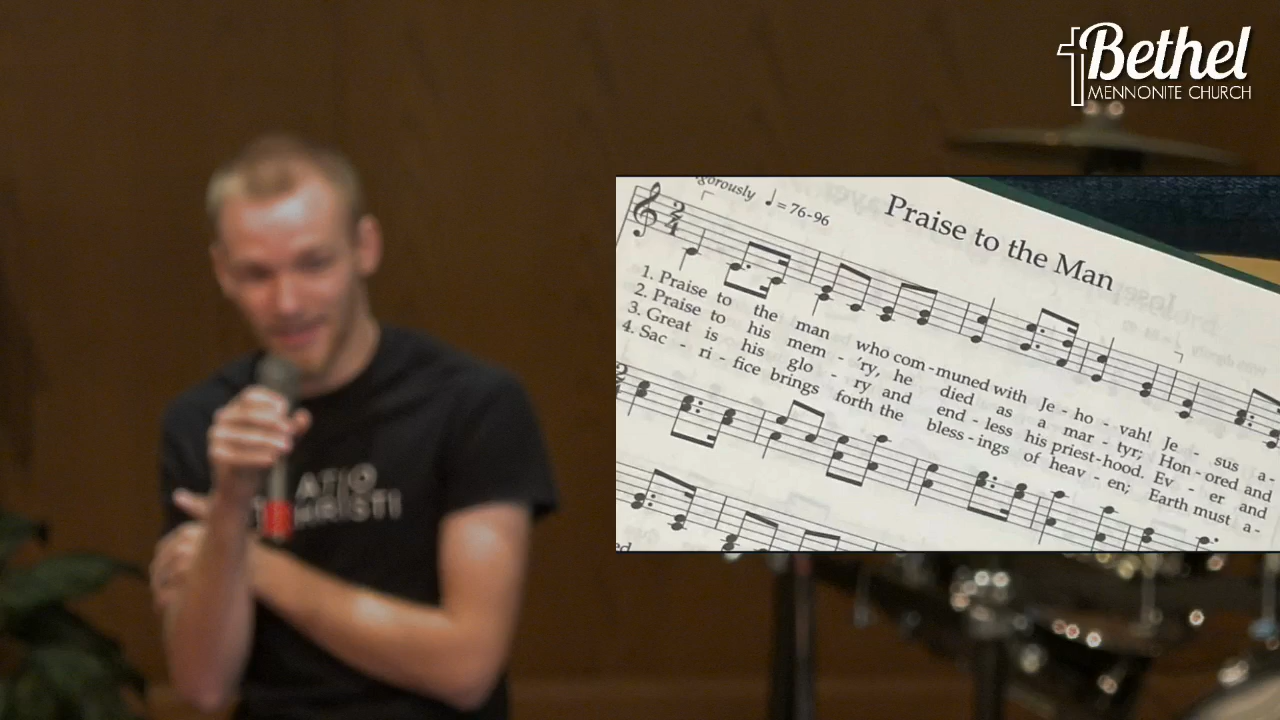 Bethel
MENNONITE CHURCH
Praise to the Man
gorously ♩ = 76-96
1. Praise to the man who com - muned with Je - ho - vah! Je - sus a-
2. Praise to his mem - 'ry, he died as a mar - tyr; Hon - ored and
3. Great is his glo - ry and end - less his priest - hood. Ev - er and
4. Sac - ri - fice brings forth the bless - ings of heav - en; Earth must a-
ATIO
CHRISTI